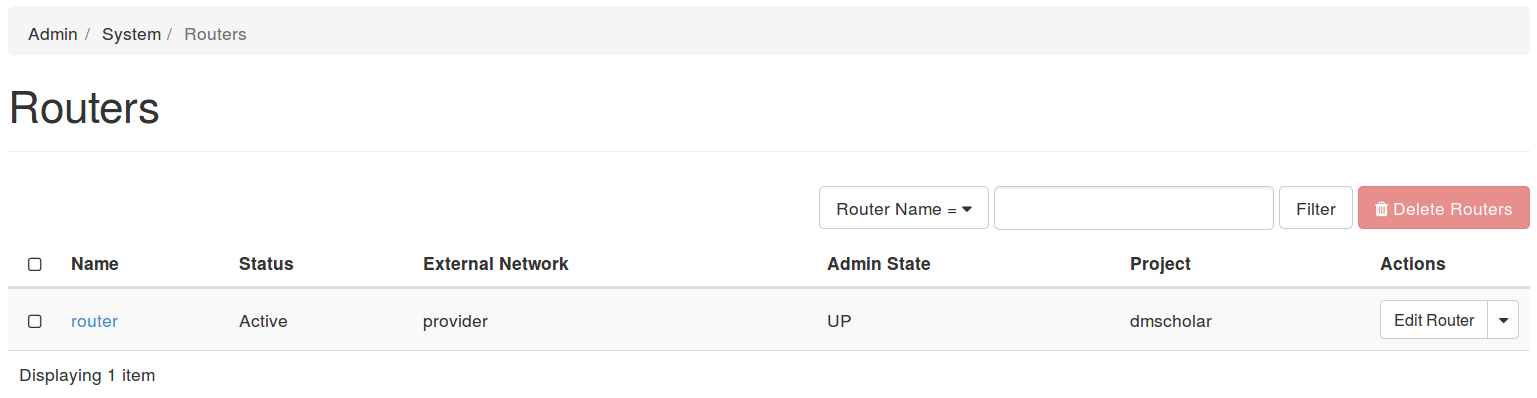 Admin / System / Routers
Routers
Router Name = Filter Delete Routers
Name Status External Network Admin State Project Actions
router Active provider UP dmscholar Edit Router
Displaying 1 item